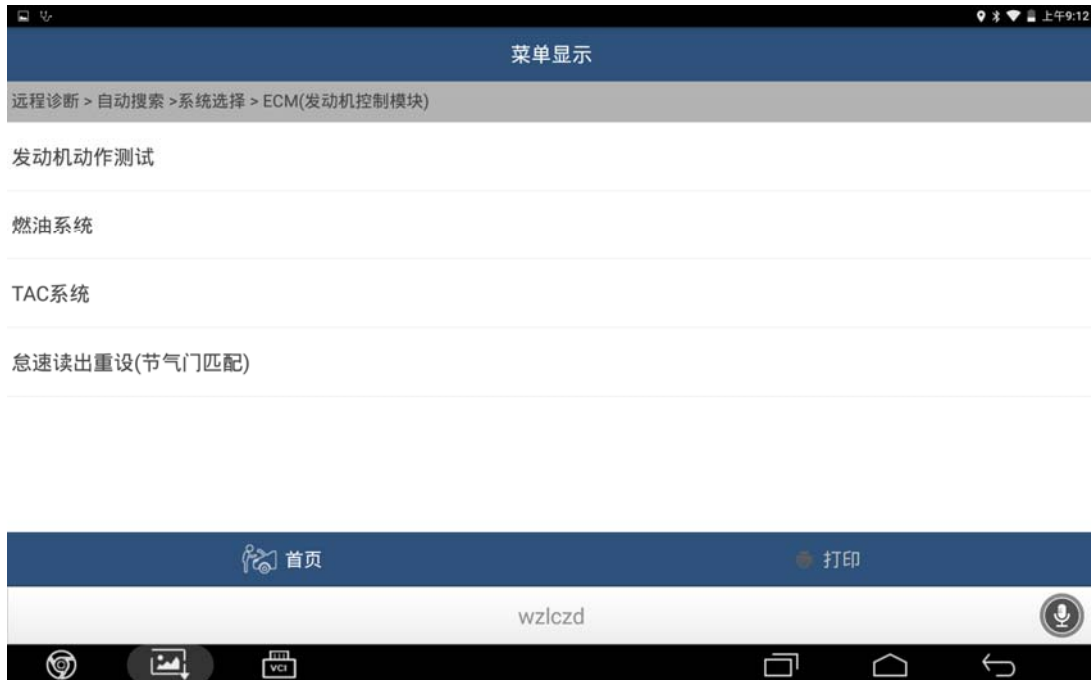 上午9:12
菜单显示
远程诊断 > 自动搜索 >系统选择 > ECM(发动机控制模块)
发动机动作测试
燃油系统
TAC系统
怠速读出重设(节气门匹配)
首页
打印
wzlczd
VCI